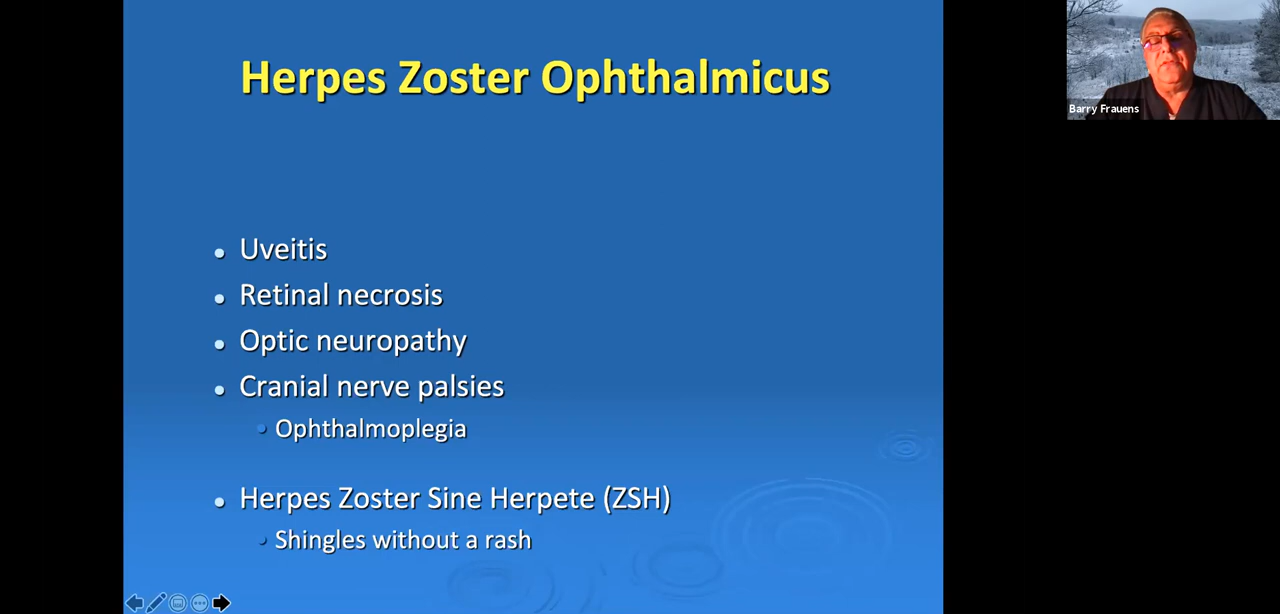 Herpes Zoster Ophthalmicus
Barry Frauens
• Uveitis
• Retinal necrosis
• Optic neuropathy
• Cranial nerve palsies
• Ophthalmoplegia
• Herpes Zoster Sine Herpete (ZSH)
• Shingles without a rash